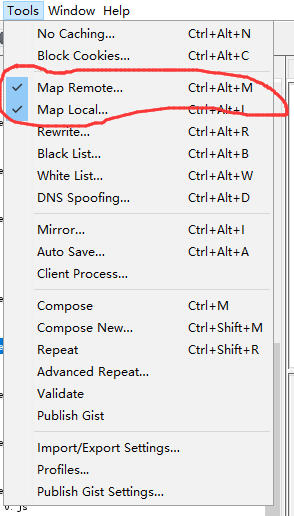 Tools Window Help
No Caching... Ctrl+Alt+N
Block Cookies... Ctrl+Alt+C
Map Remote... Ctrl+Alt+M
Map Local... Ctrl+Alt+L
Rewrite... Ctrl+Alt+R
Black List... Ctrl+Alt+B
White List... Ctrl+Alt+W
DNS Spoofing... Ctrl+Alt+D
Mirror... Ctrl+Alt+I
Auto Save... Ctrl+Alt+A
Client Process...
Compose Ctrl+M
Compose New... Ctrl+Shift+M
Repeat Ctrl+Shift+R
Advanced Repeat...
Validate
Publish Gist
Import/Export Settings...
Profiles...
Publish Gist Settings...